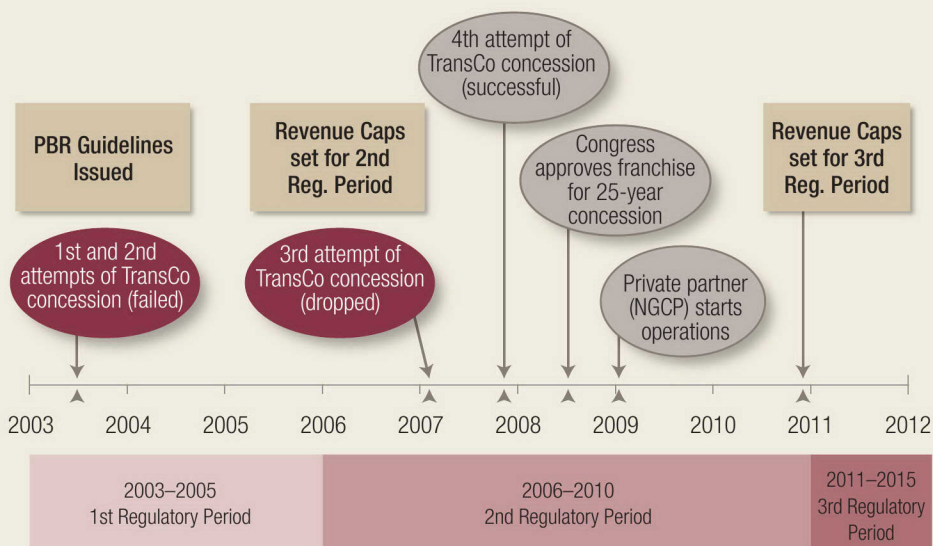 4th attempt of
TransCo concession
(successful)
PBR Guidelines
Issued
Revenue Caps
set for 2nd
Reg. Period
Congress
approves franchise
for 25-year
concession
Revenue Caps
set for 3rd
Reg. Period
1st and 2nd
attempts of TransCo
concession (failed)
3rd attempt of
TransCo concession
(dropped)
Private partner
(NGCP) starts
operations
2003 2004 2005 2006 2007 2008 2009 2010 2011 2012
2003–2005
1st Regulatory Period
2006–2010
2nd Regulatory Period
2011–2015
3rd Regulatory
Period